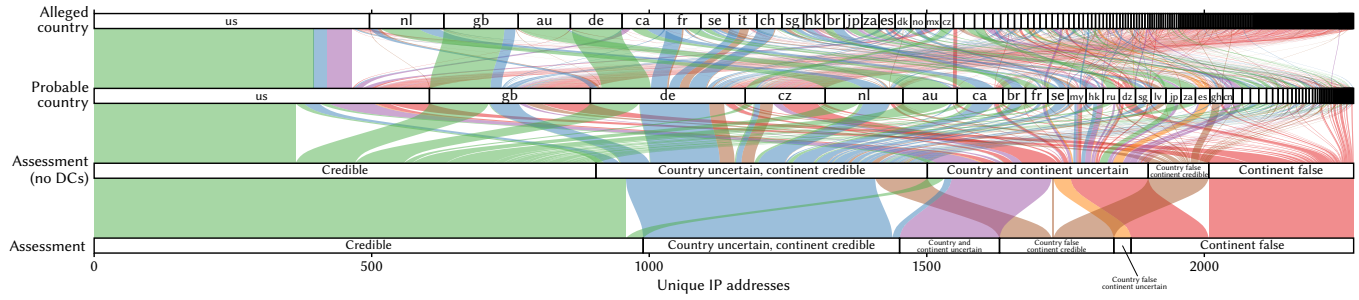 Alleged
country
us nl gb au de ca fr se it ch sg hk br jp za es dk no mx cz
Probable
country
us gb de cz nl au ca br fr se my hk ru dz sg lv jp za es gh cn
Assessment
(no DCs)
Credible
Country uncertain, continent credible
Country and continent uncertain
Country false
continent credible
Continent false
Assessment
Credible
Country uncertain, continent credible
Country and
continent uncertain
Country false
continent credible
Continent false
Country false
continent uncertain
0 500 1000 1500 2000
Unique IP addresses